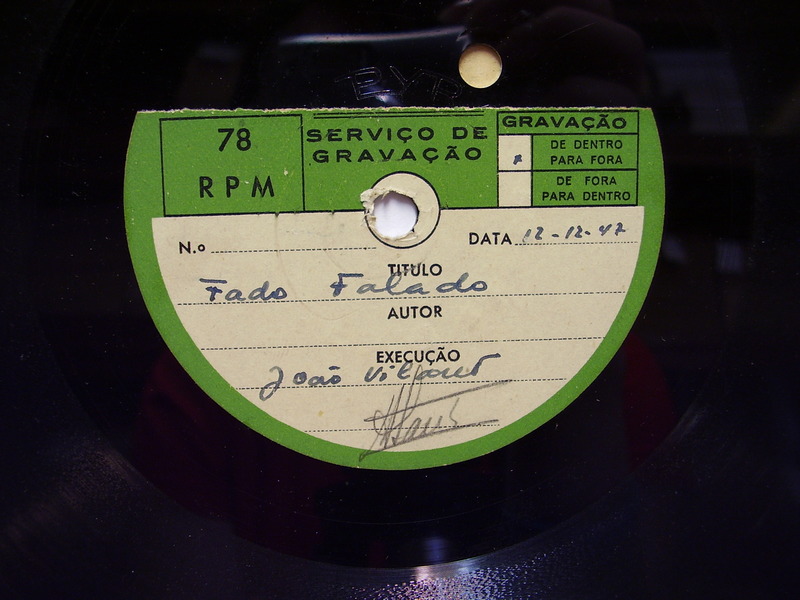 78
RPM
SERVIÇO DE
GRAVAÇÃO
GRAVAÇÃO
DE DENTRO
PARA FORA
DE FORA
PARA DENTRO
N.o
DATA 12-12-47
TITULO
Fado Falado
AUTOR
EXECUÇÃO
João Villaret